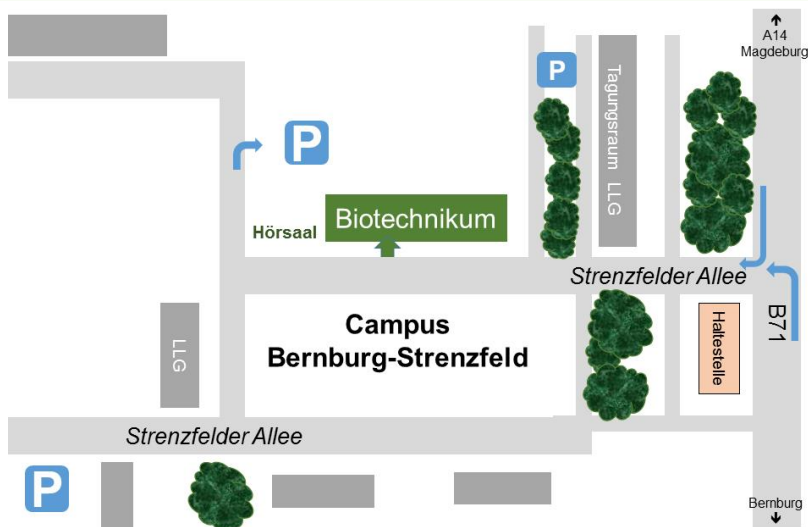 A14
Magdeburg
P
Tagungsraum LLG
P
Biotechnikum
Hörsaal
Strenzfelder Allee
Campus
Bernburg-Strenzfeld
Haltestelle
B71
LLG
Strenzfelder Allee
P
Bernburg